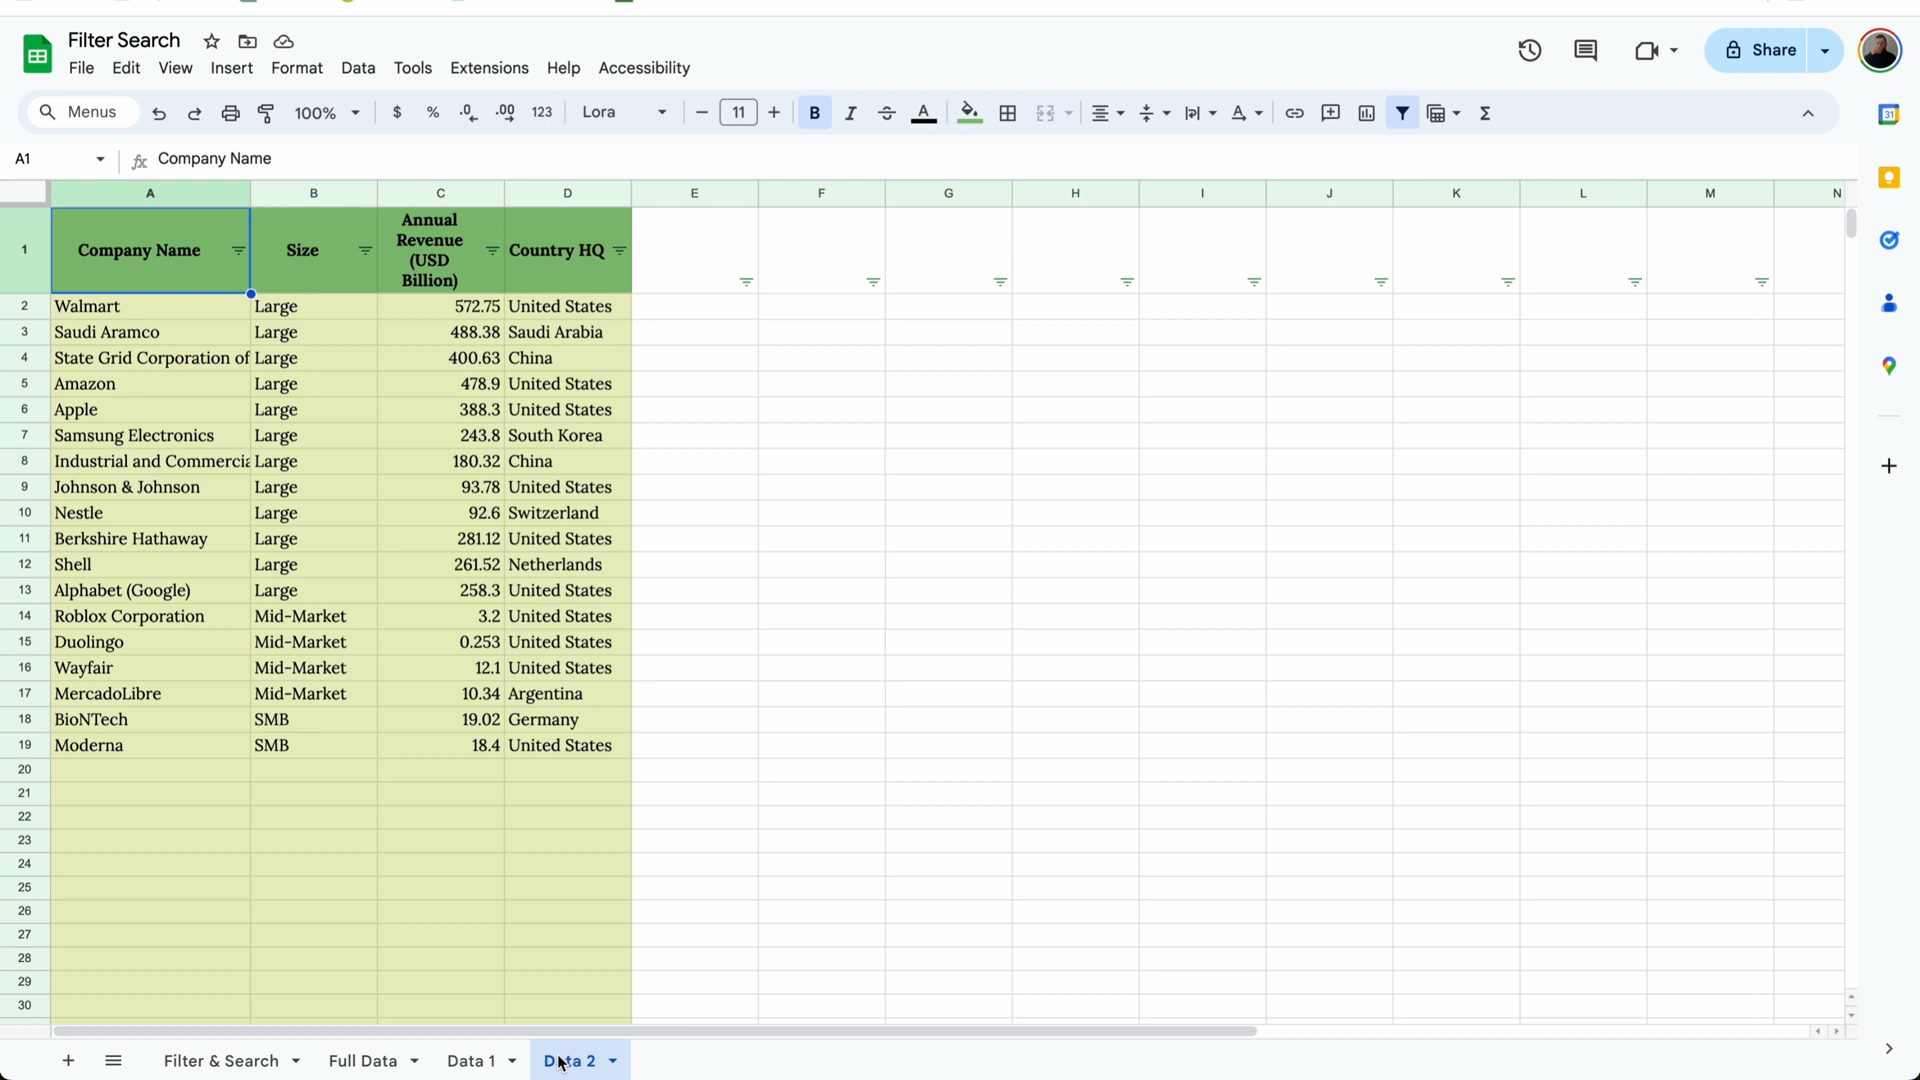 Filter Search
File Edit View Insert Format Data Tools Extensions Help Accessibility
Share
Menus 100% $ % .0 .00 123 Lora 11 B I A Σ
31
A1 fx Company Name
A B C D E F G H I J K L M N
1 Company Name Size Annual Revenue (USD Billion) Country HQ
2 Walmart Large 572.75 United States
3 Saudi Aramco Large 488.38 Saudi Arabia
4 State Grid Corporation of Large 400.63 China
5 Amazon Large 478.9 United States
6 Apple Large 388.3 United States
7 Samsung Electronics Large 243.8 South Korea
8 Industrial and Commercia Large 180.32 China
9 Johnson & Johnson Large 93.78 United States
10 Nestle Large 92.6 Switzerland
11 Berkshire Hathaway Large 281.12 United States
12 Shell Large 261.52 Netherlands
13 Alphabet (Google) Large 258.3 United States
14 Roblox Corporation Mid-Market 3.2 United States
15 Duolingo Mid-Market 0.253 United States
16 Wayfair Mid-Market 12.1 United States
17 MercadoLibre Mid-Market 10.34 Argentina
18 BioNTech SMB 19.02 Germany
19 Moderna SMB 18.4 United States
20
21
22
23
24
25
26
27
28
29
30
Filter & Search Full Data Data 1 Data 2